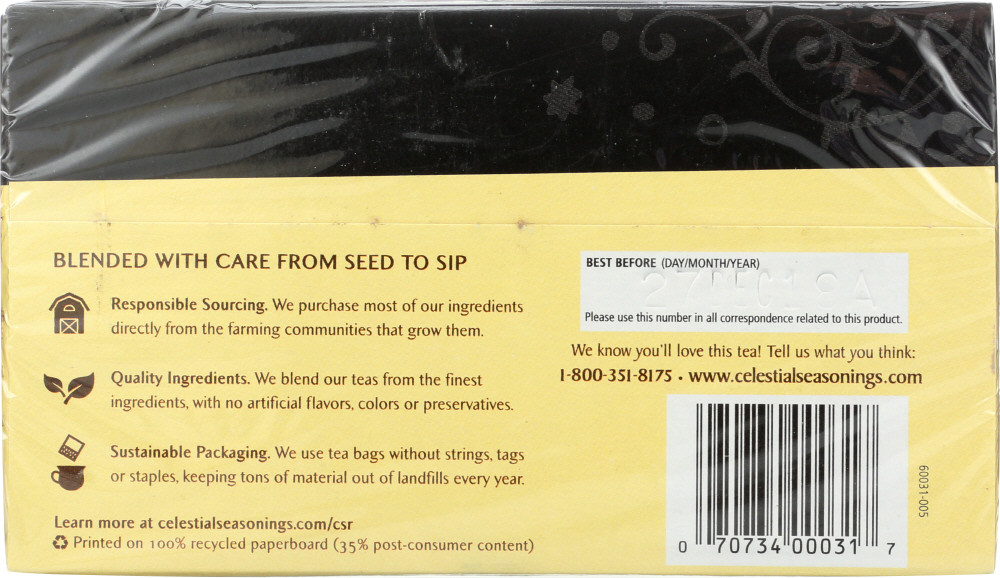 BLENDED WITH CARE FROM SEED TO SIP
Responsible Sourcing. We purchase most of our ingredients
directly from the farming communities that grow them.
Quality Ingredients. We blend our teas from the finest
ingredients, with no artificial flavors, colors or preservatives.
Sustainable Packaging. We use tea bags without strings, tags
or staples, keeping tons of material out of landfills every year.
Learn more at celestialseasonings.com/csr
Printed on 100% recycled paperboard (35% post-consumer content)
BEST BEFORE (DAY/MONTH/YEAR)
27DEC19A
Please use this number in all correspondence related to this product.
We know you'll love this tea! Tell us what you think:
1-800-351-8175 • www.celestialseasonings.com
60031-005
0 70734 00031 7